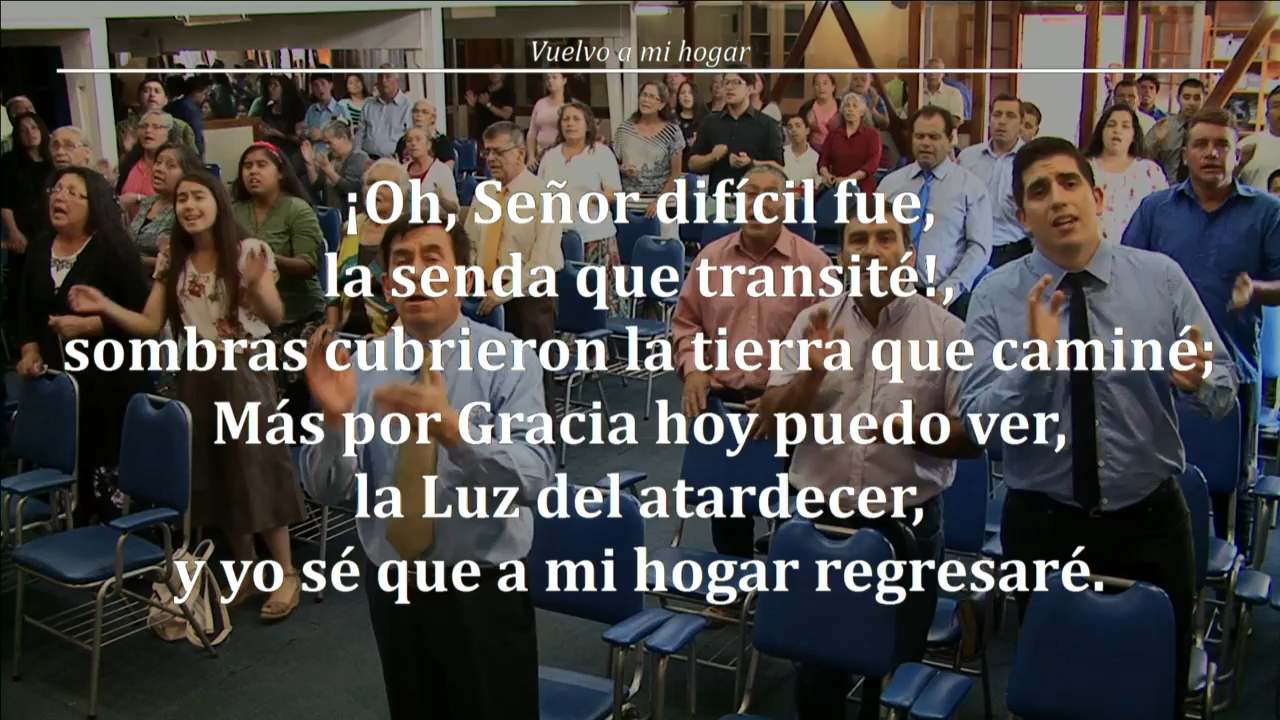 Vuelvo a mi hogar
¡Oh, Señor difícil fue,
la senda que transité!,
sombras cubrieron la tierra que caminé;
Más por Gracia hoy puedo ver,
la Luz del atardecer,
y yo sé que a mi hogar regresaré.